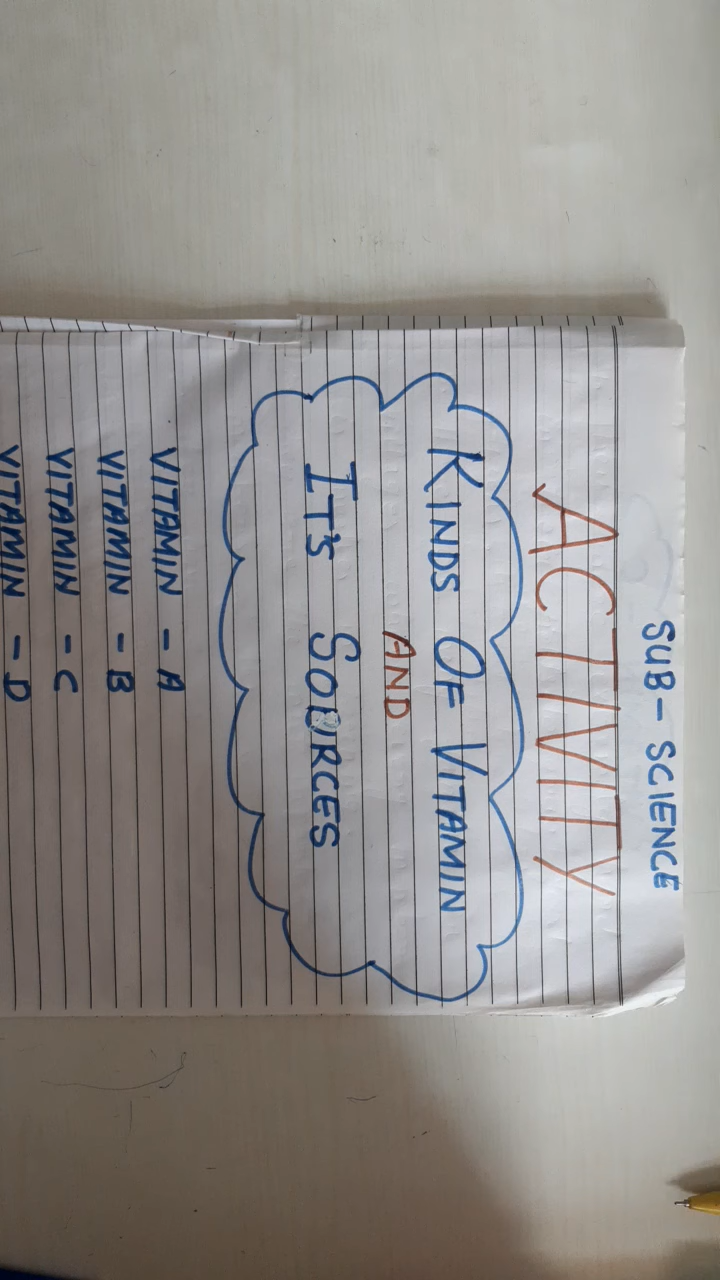 SUB - SCIENCE
ACTIVITY
KINDS OF VITAMIN
AND
IT's SOURCES
VITAMIN - A
VITAMIN - B
VITAMIN - C
VITAMIN - D